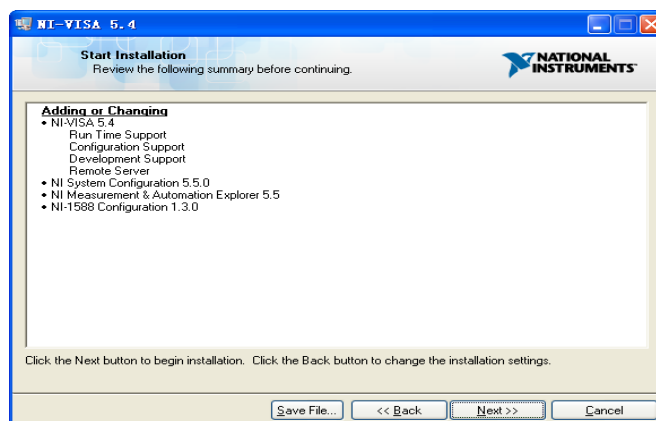 NI-VISA 5.4
Start Installation
Review the following summary before continuing.
NATIONAL
INSTRUMENTS™
Adding or Changing
• NI-VISA 5.4
Run Time Support
Configuration Support
Development Support
Remote Server
• NI System Configuration 5.5.0
• NI Measurement & Automation Explorer 5.5
• NI-1588 Configuration 1.3.0
Click the Next button to begin installation. Click the Back button to change the installation settings.
Save File... << Back Next >> Cancel